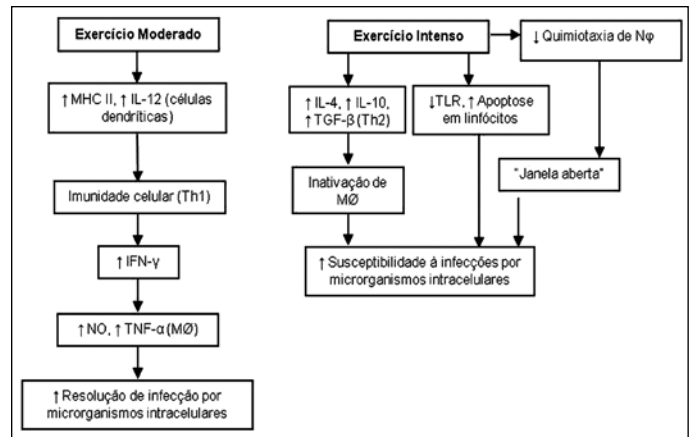 Exercício Moderado
↑MHC II, ↑ IL-12 (células
dendríticas)
Imunidade celular (Th1)
↑ IFN-γ
↑ NO, ↑ TNF-α (MØ)
↑ Resolução de infecção por
microrganismos intracelulares
Exercício Intenso
↓ Quimiotaxia de Nφ
↑ IL-4, ↑ IL-10,
↑ TGF-β (Th2)
↓TLR, ↑ Apoptose
em linfócitos
Inativação de
MØ
"Janela aberta"
↑ Susceptibilidade à infecções por
microrganismos intracelulares